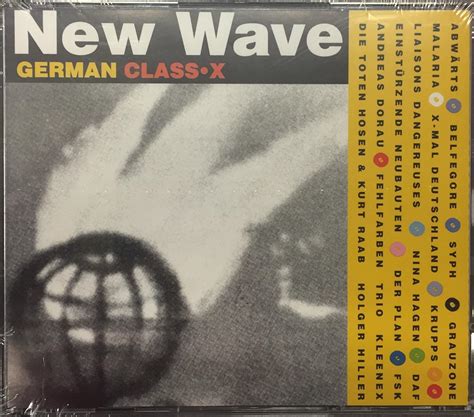 New Wave
GERMAN CLASS•X
ABWÄRTS BELFEGORE SYPH GRAUZONE
MALARIA X-MAL DEUTSCHLAND KRUPPS
LIAISONS DANGEREUSES NINA HAGEN DAF
EINSTÜRZENDE NEUBAUTEN DER PLAN FSK
ANDREAS DORAU FEHLFARBEN TRIO KLEENEX
DIE TOTEN HOSEN & KURT RAAB HOLGER HILLER